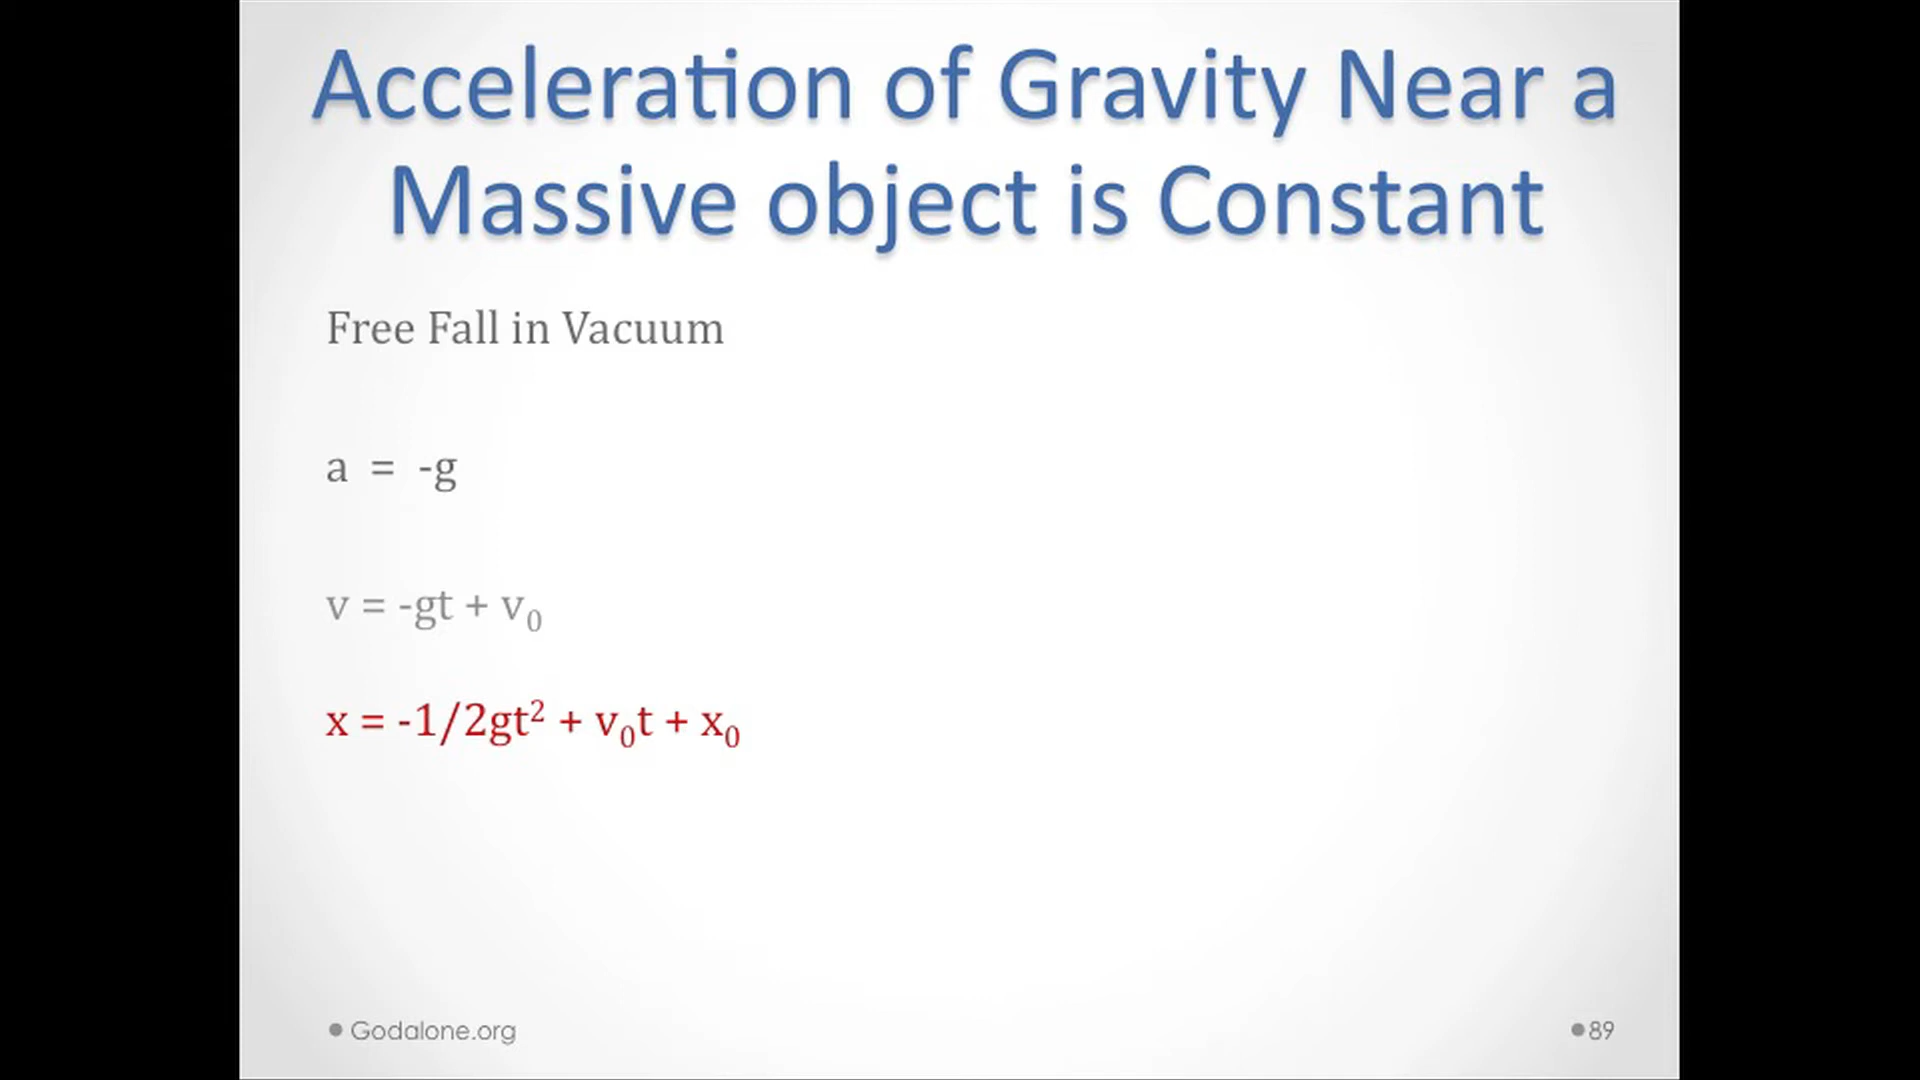 Acceleration of Gravity Near a
Massive object is Constant
Free Fall in Vacuum
a = -g
v = -gt + v₀
x = -1/2gt² + v₀t + x₀
● Godalone.org
●89